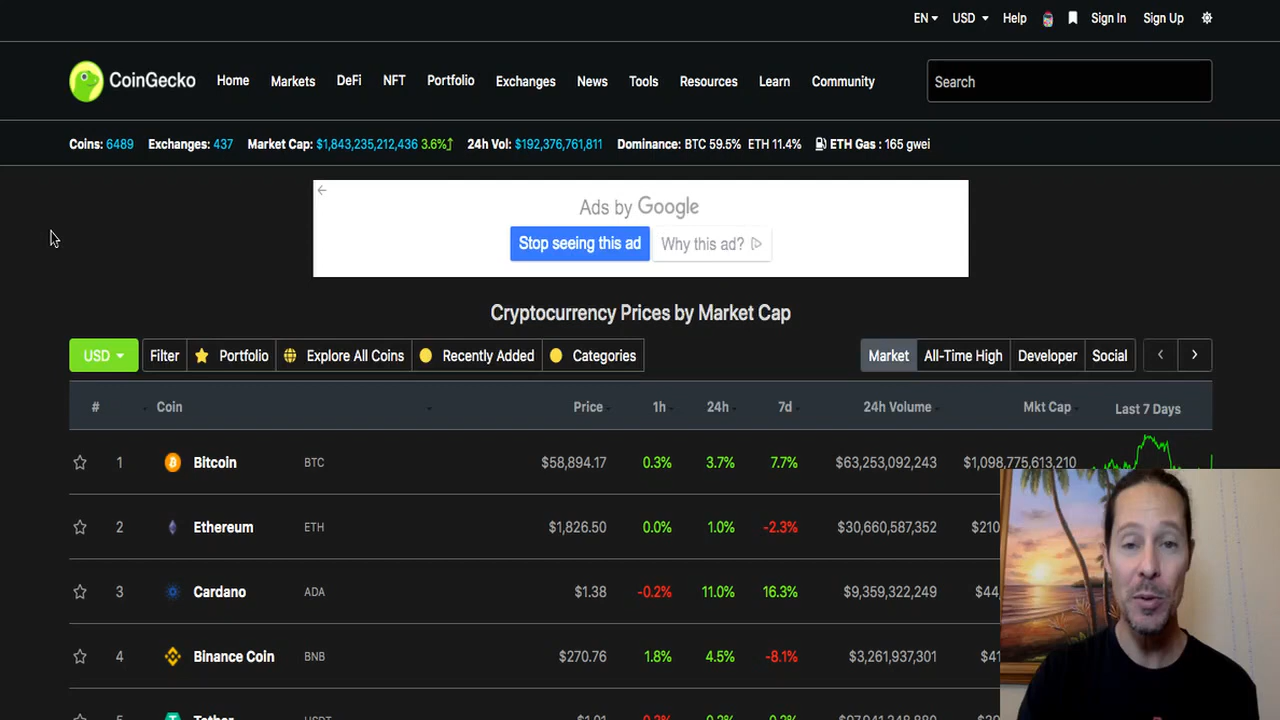 EN USD Help Sign In Sign Up
CoinGecko Home Markets DeFi NFT Portfolio Exchanges News Tools Resources Learn Community Search
Coins: 6489 Exchanges: 437 Market Cap: $1,843,235,212,436 3.6% 24h Vol: $192,376,761,811 Dominance: BTC 59.5% ETH 11.4% ETH Gas : 165 gwei
Ads by Google
Stop seeing this ad Why this ad?
Cryptocurrency Prices by Market Cap
USD Filter Portfolio Explore All Coins Recently Added Categories Market All-Time High Developer Social
# Coin Price 1h 24h 7d 24h Volume Mkt Cap Last 7 Days
1 Bitcoin BTC $58,894.17 0.3% 3.7% 7.7% $63,253,092,243 $1,098,775,613,210
2 Ethereum ETH $1,826.50 0.0% 1.0% -2.3% $30,660,587,352 $210
3 Cardano ADA $1.38 -0.2% 11.0% 16.3% $9,359,322,249 $44,
4 Binance Coin BNB $270.76 1.8% 4.5% -8.1% $3,261,937,301 $41